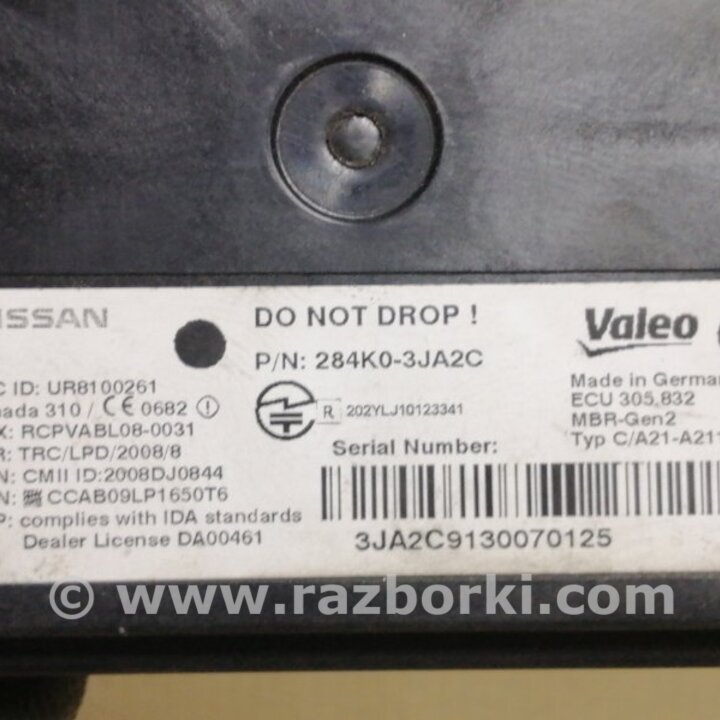 NISSAN
DO NOT DROP !
Valeo
P/N: 284K0-3JA2C
C ID: UR8100261
nada 310 / CE 0682
X: RCPVABL08-0031
R: TRC/LPD/2008/8
N: CMII ID:2008DJ0844
N: CCAB09LP1650T6
P: complies with IDA standards
Dealer License DA00461
R 202YLJ10123341
Made in German
ECU 305,832
MBR-Gen2
Typ C/A21-A211
Serial Number:
3JA2C9130070125
© www.razborki.com